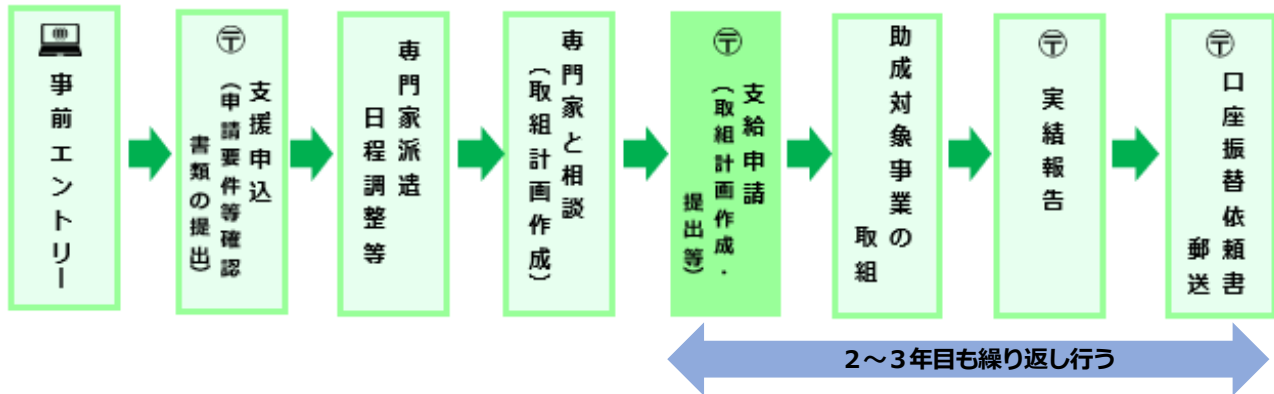 事前エントリー
〒
支援申込
（申請要件等確認
書類の提出）
専門家派遣
日程調整等
専門家と相談
（取組計画作成）
〒
支給申請
（取組計画作成・
提出等）
助成対象事業の
取組
〒
実績報告
〒
口座振替依頼書
郵送
２～３年目も繰り返し行う